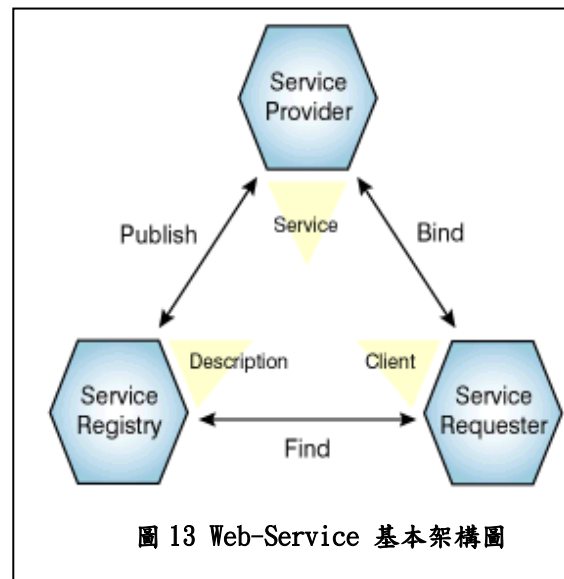 Service
Provider
Service
Publish
Bind
Description
Client
Service
Registry
Service
Requester
Find
圖 13 Web-Service 基本架構圖